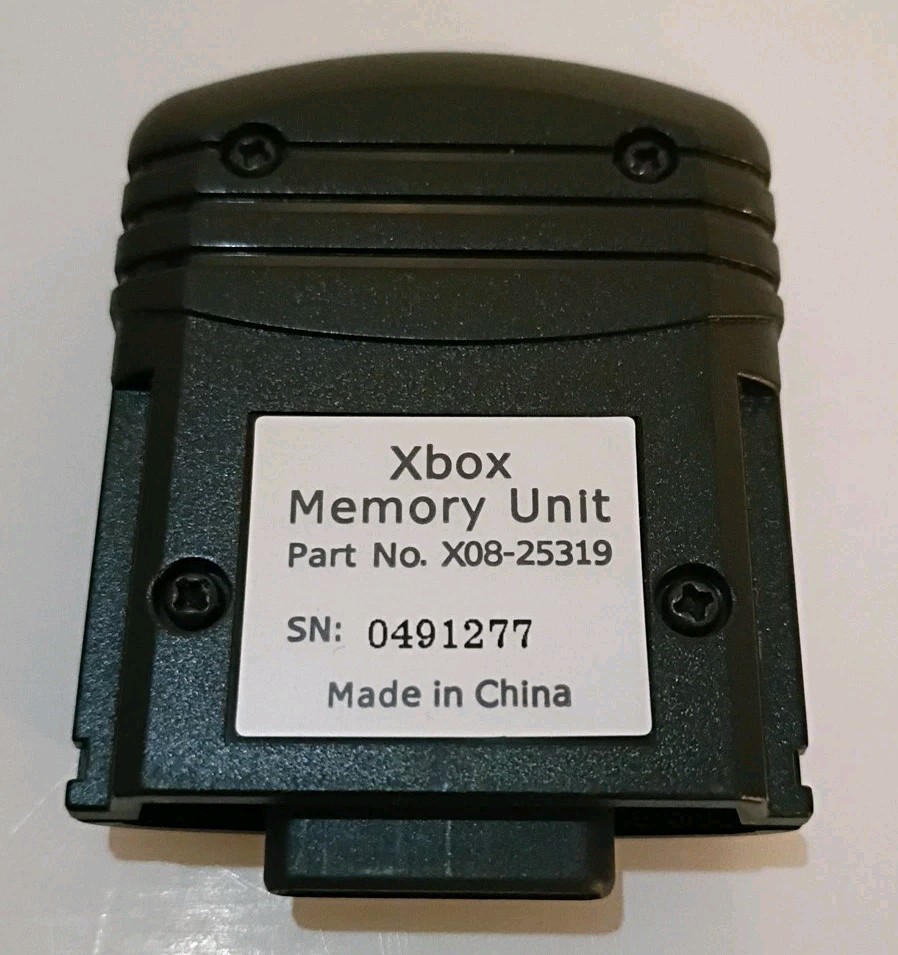 Xbox
Memory Unit
Part No. X08-25319
SN: 0491277
Made in China